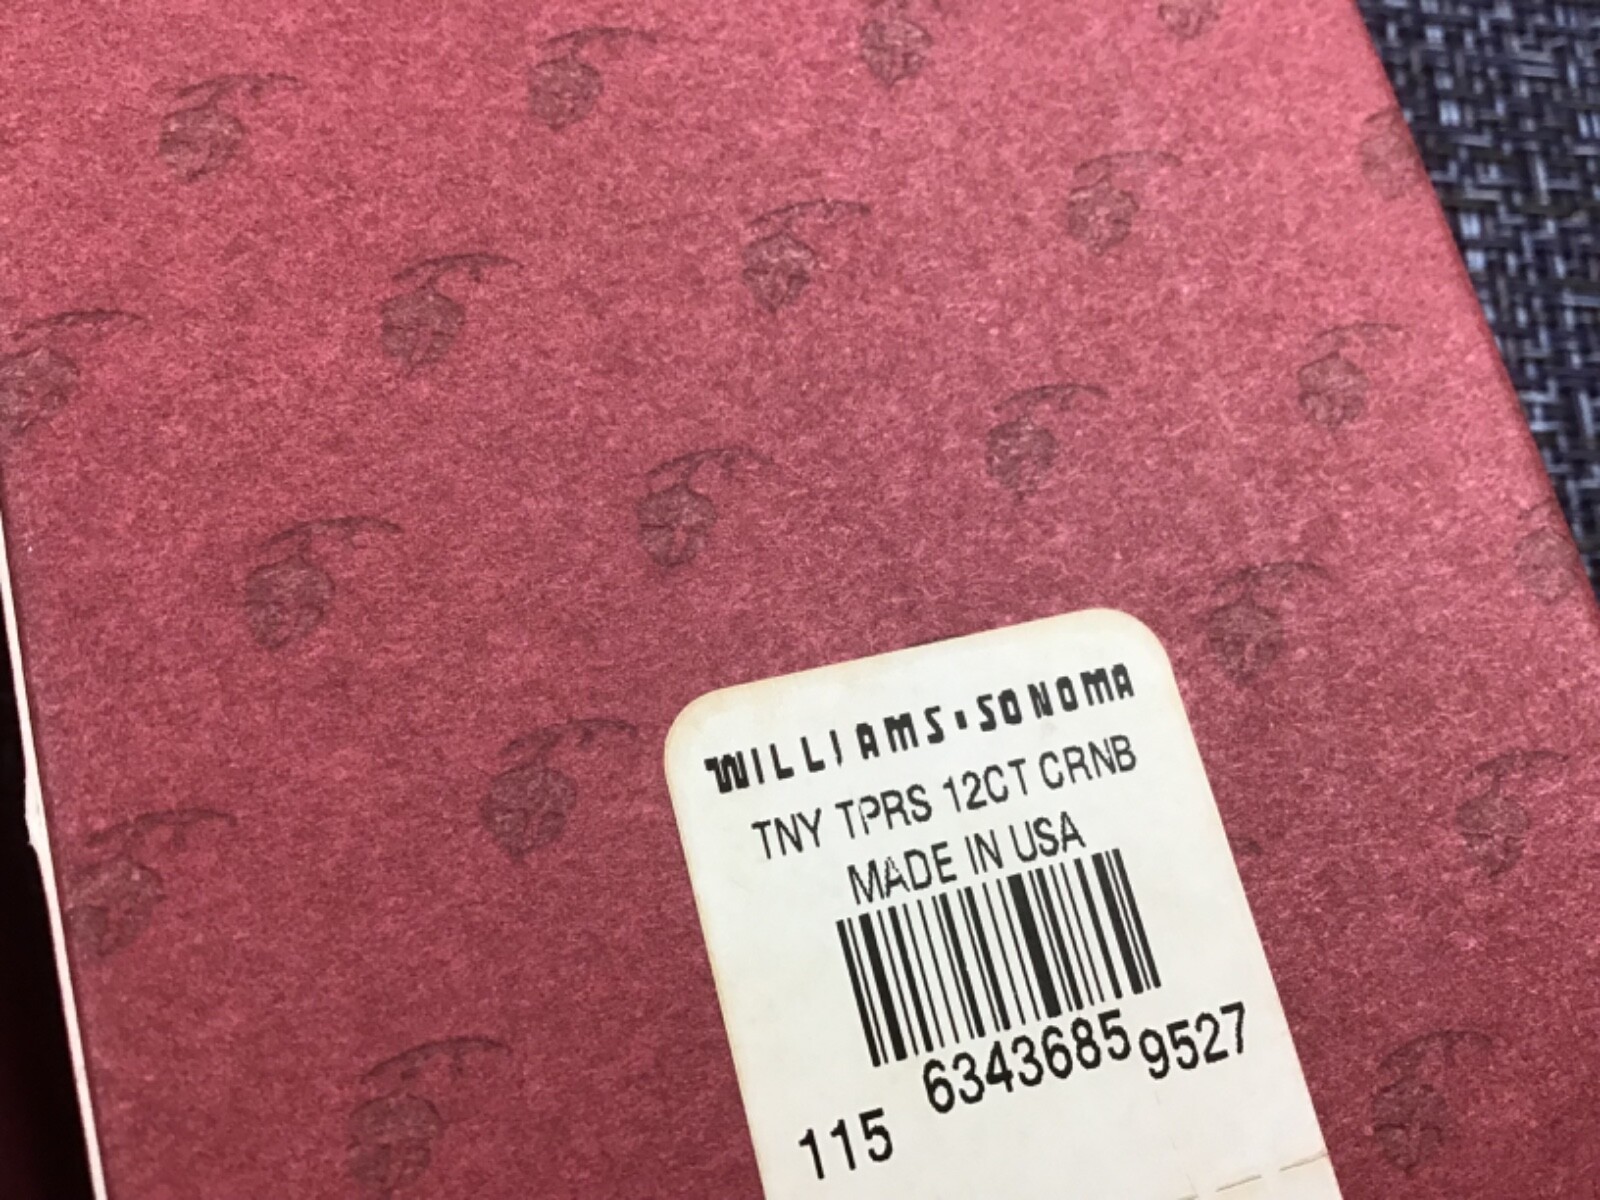 WILLIAMS·SONOMA
TNY TPRS 12CT CRNB
MADE IN USA
115 6343685 9527